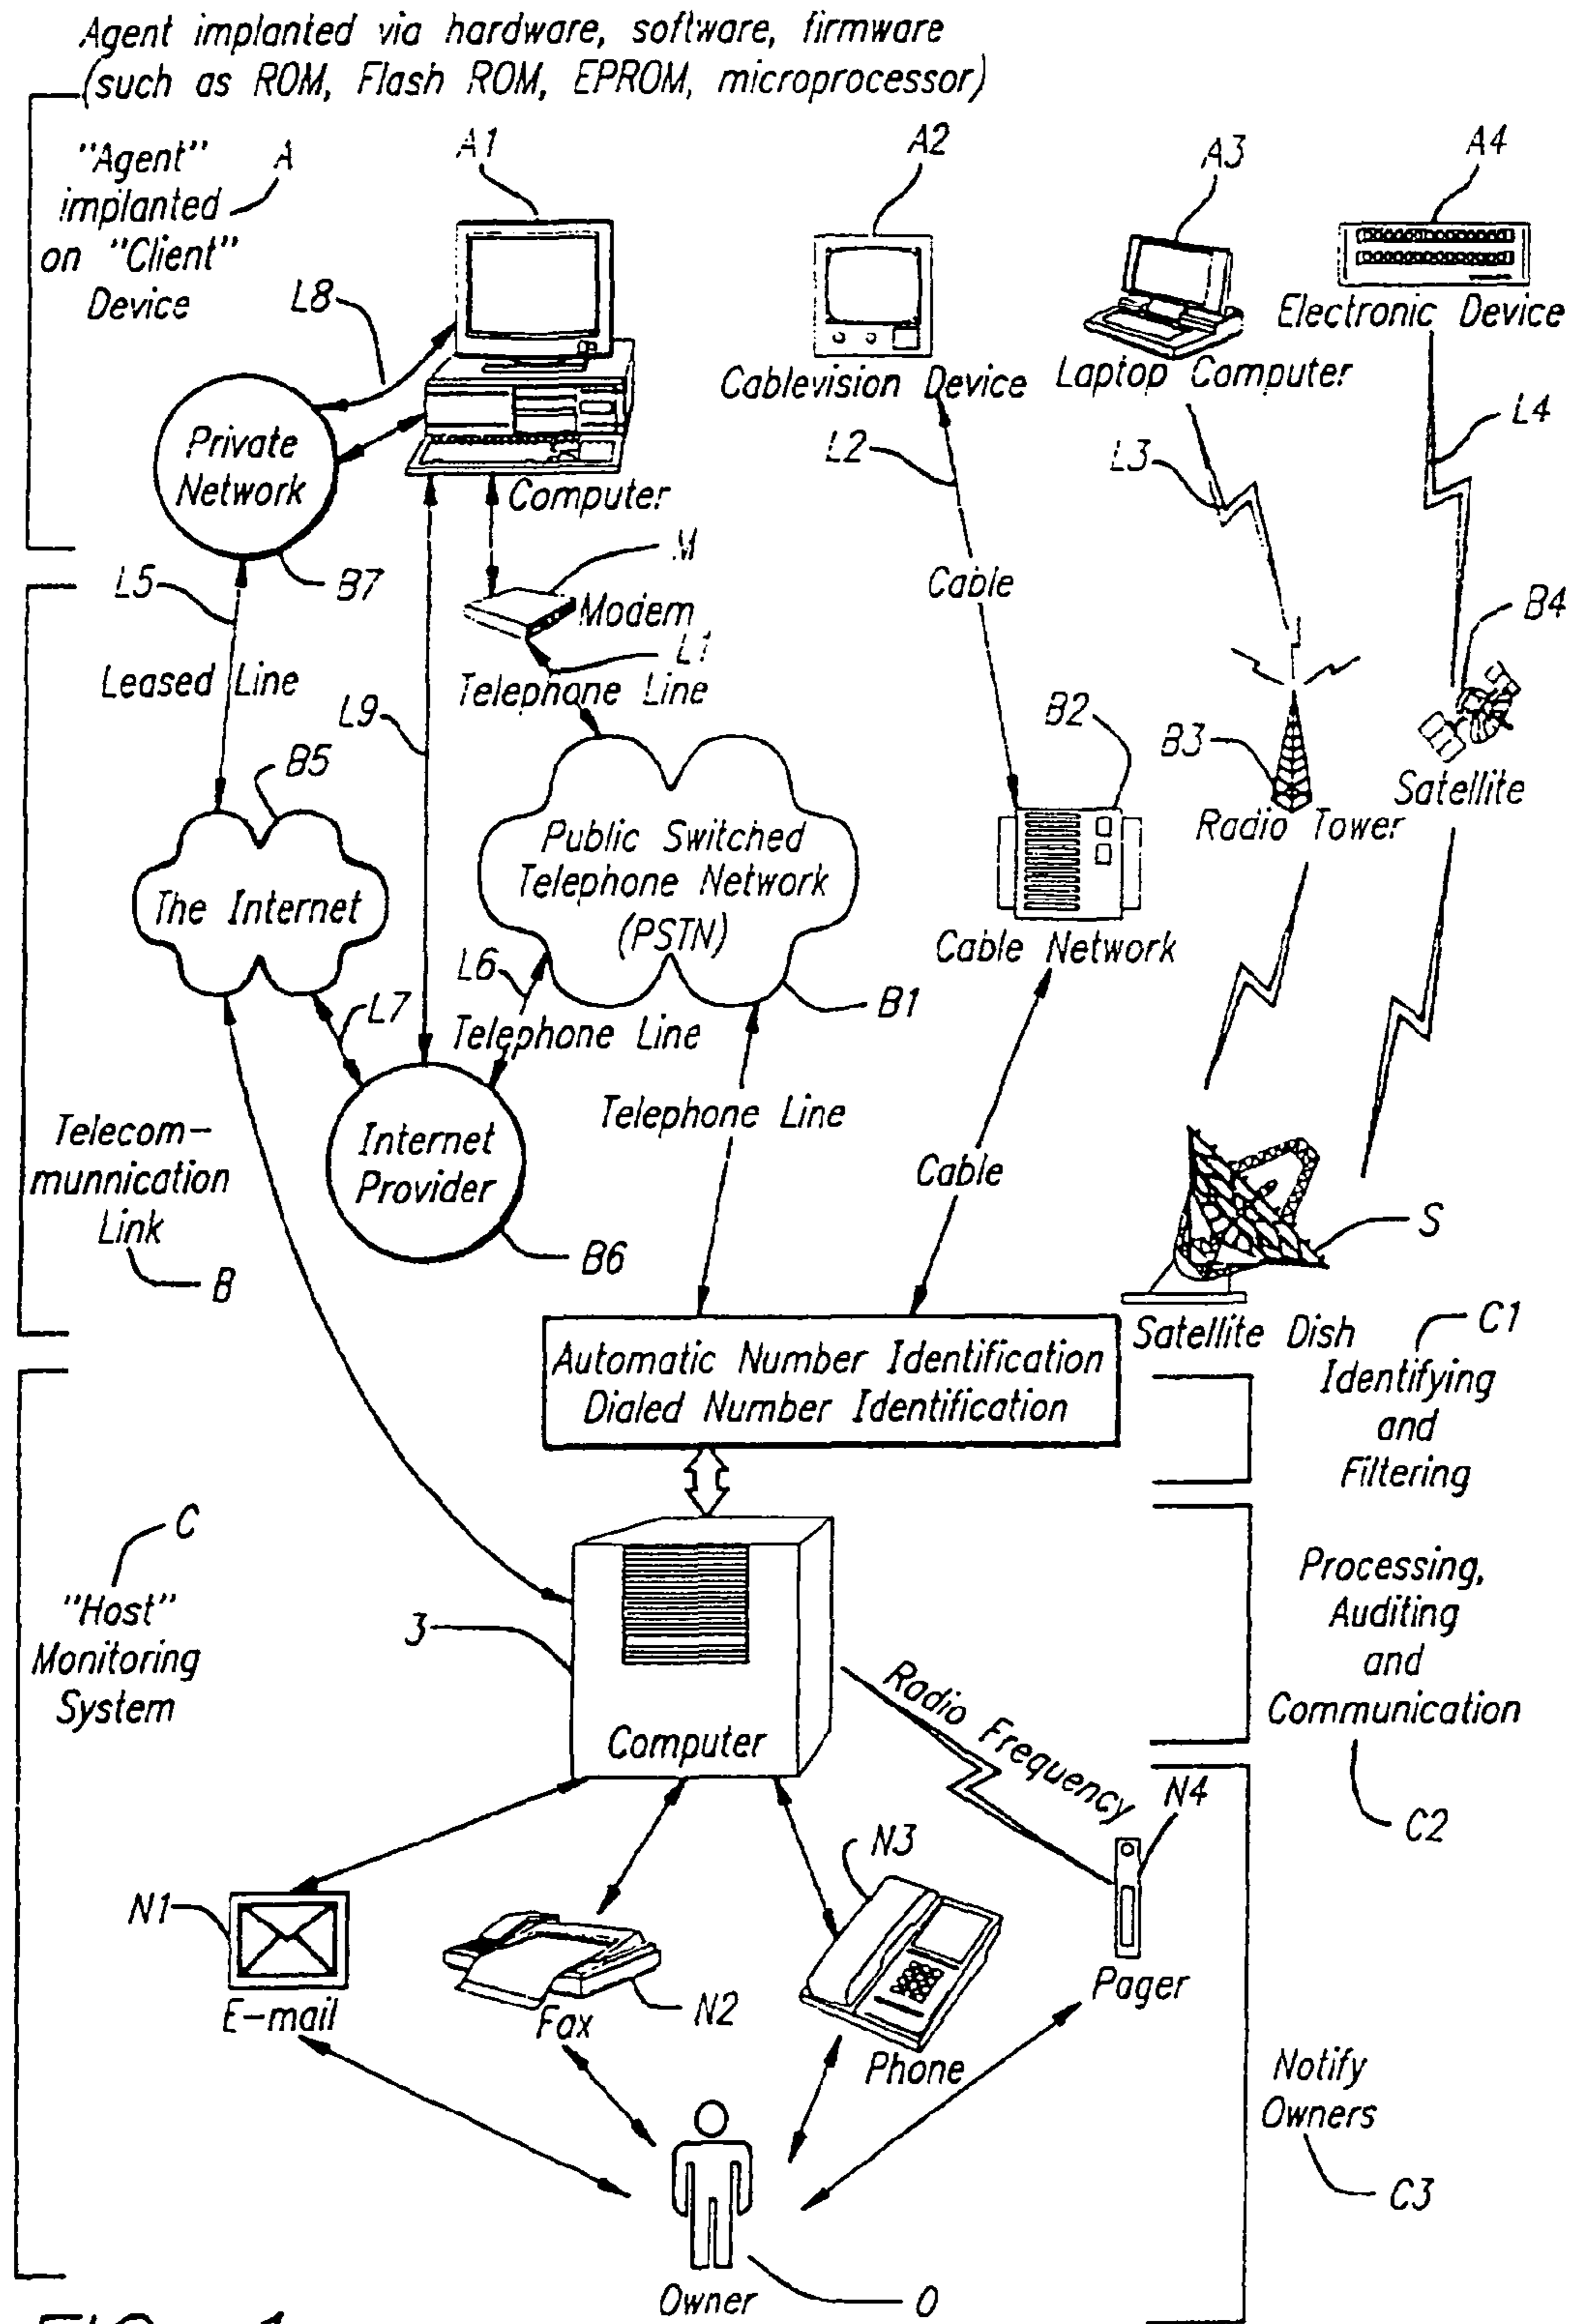 Agent implanted via hardware, software, firmware
(such as ROM, Flash ROM, EPROM, microprocessor)
"Agent"
implanted
on "Client"
Device
A
A1
A2
A3
A4
L8
Private
Network
Computer
Cablevision Device
Laptop Computer
Electronic Device
L2
L3
L4
L5
B7
M
Modem
L1
Telephone Line
Leased Line
L9
Cable
B4
B5
B2
B3
Satellite
Radio Tower
The Internet
Public Switched
Telephone Network
(PSTN)
Cable Network
L6
B1
L7
Telephone Line
Telephone Line
Cable
Telecom-
munnication
Link
B
Internet
Provider
B6
S
Satellite Dish
C1
Identifying
and
Filtering
Automatic Number Identification
Dialed Number Identification
C
"Host"
Monitoring
System
3
Computer
Processing,
Auditing
and
Communication
C2
Radio Frequency
N4
N3
N1
E-mail
Fax
N2
Phone
Pager
Notify
Owners
C3
Owner
O